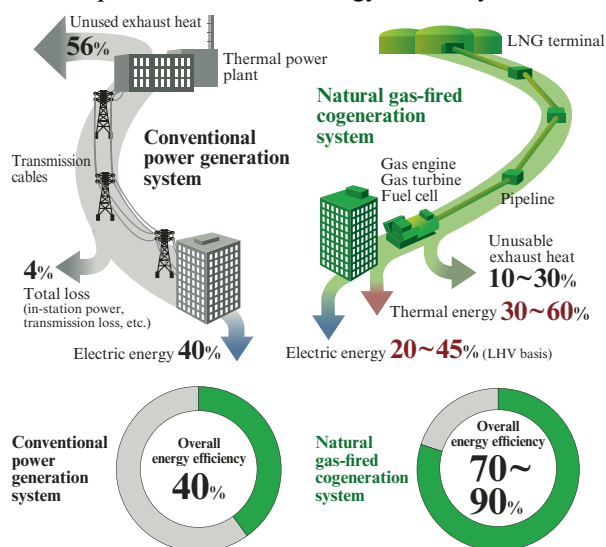 Unused exhaust heat
56%
Thermal power
plant
Conventional
power generation
system
Transmission
cables
4%
Total loss
(in-station power,
transmission loss, etc.)
Electric energy 40%
LNG terminal
Natural gas-fired
cogeneration
system
Gas engine
Gas turbine
Fuel cell
Pipeline
Unusable
exhaust heat
10~30%
Thermal energy 30~60%
Electric energy 20~45% (LHV basis)
Conventional
power
generation
system
Overall
energy efficiency
40%
Natural
gas-fired
cogeneration
system
Overall
energy efficiency
70~
90%